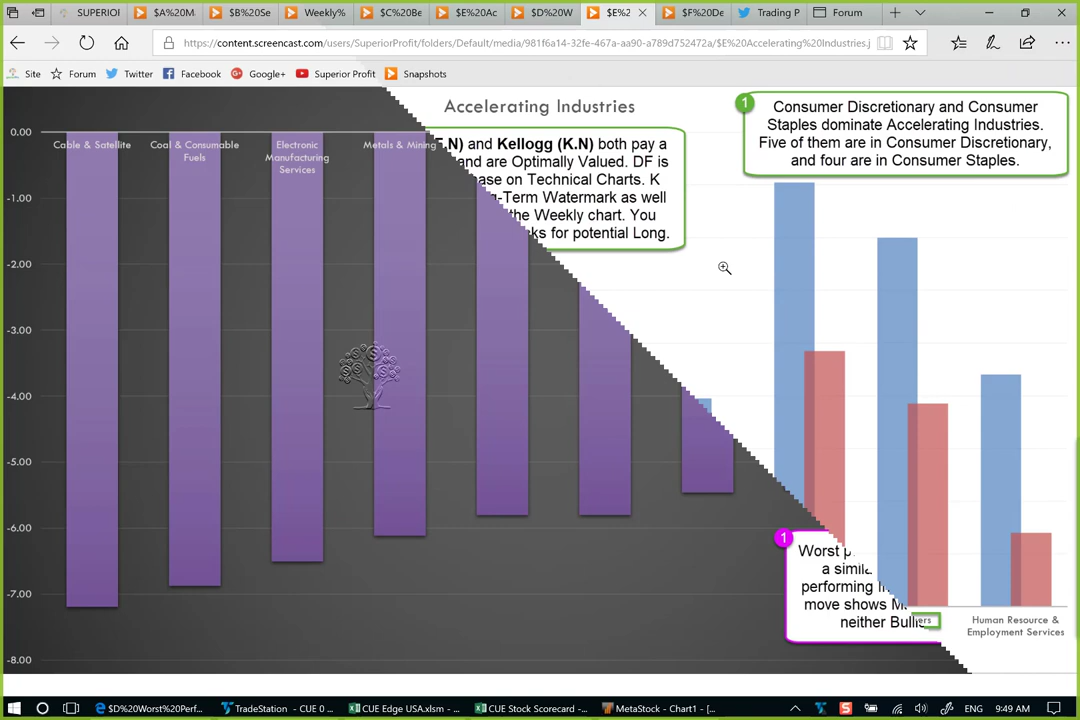 SUPERIOI
$A%20M
$B%20Se
Weekly%
$C%20Be
$E%20Ac
$D%20W
$E%2
$F%20De
Trading P
Forum
https://content.screencast.com/users/SuperiorProfit/folders/Default/media/981f6a14-32fe-467a-aa90-a789d752472a/$E%20Accelerating%20Industries.j
Site
Forum
Twitter
Facebook
Google+
Superior Profit
Snapshots
Accelerating Industries
1
Consumer Discretionary and Consumer
Staples dominate Accelerating Industries.
Five of them are in Consumer Discretionary,
and four are in Consumer Staples.
.N) and Kellogg (K.N) both pay a
and are Optimally Valued. DF is
ase on Technical Charts. K
g-Term Watermark as well
the Weekly chart. You
ks for potential Long.
0.00
-1.00
-2.00
-3.00
-4.00
-5.00
-6.00
-7.00
-8.00
Cable & Satellite
Coal & Consumable
Fuels
Electronic
Manufacturing
Services
Metals & Mining
1
Worst p
a simila
performing I
move shows M
neither Bullis
ers
Human Resource &
Employment Services
$D%20Worst%20Perf...
TradeStation - CUE 0 ...
CUE Edge USA.xlsm - ...
CUE Stock Scorecard -...
MetaStock - Chart1 - [...
9:49 AM